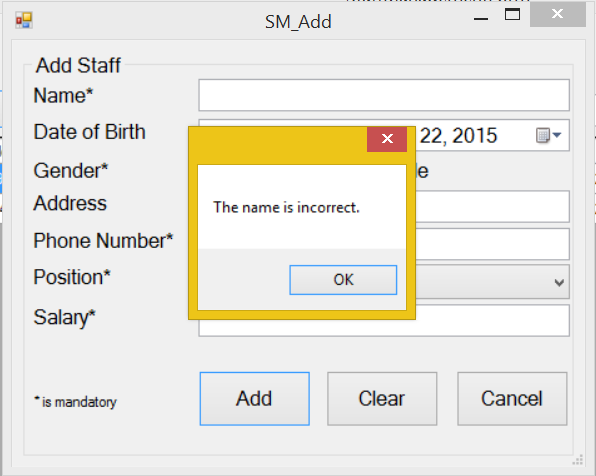 SM_Add
Add Staff
Name*
Date of Birth 22, 2015
Gender*
Address
The name is incorrect.
Phone Number*
Position*
OK
Salary*
* is mandatory
Add Clear Cancel